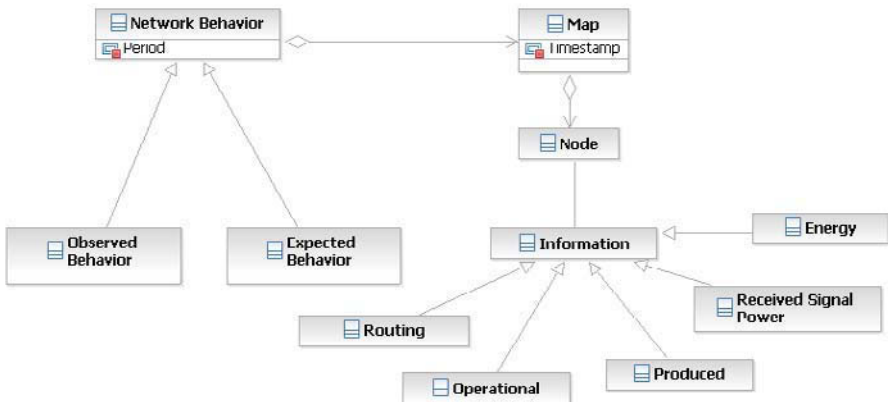 Network Behavior
Period
Map
Timestamp
Node
Observed
Behavior
Expected
Behavior
Information
Energy
Routing
Received Signal
Power
Operational
Produced